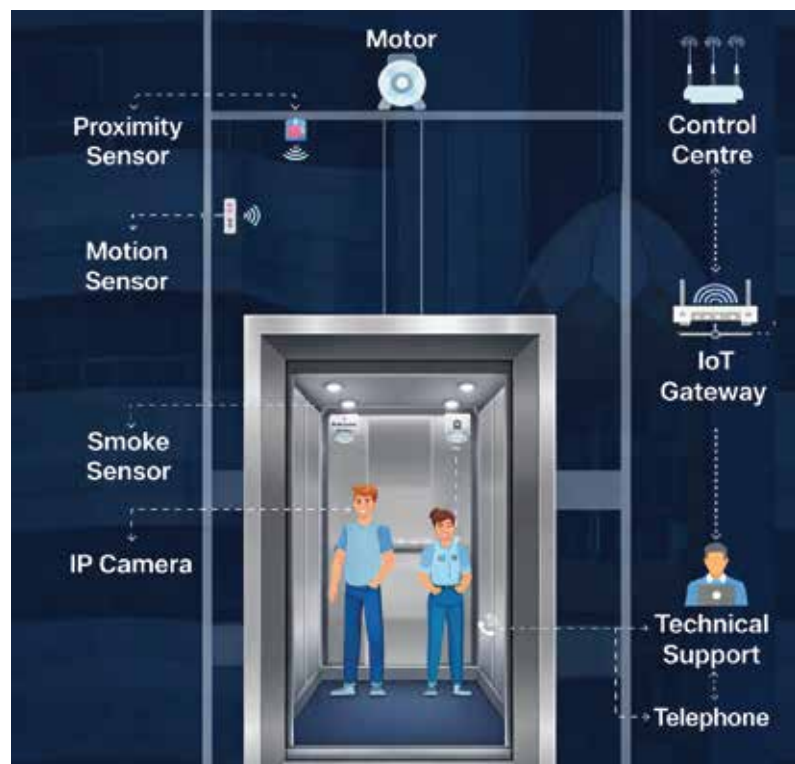 Motor
Proximity
Sensor
Control
Centre
Motion
Sensor
IoT
Gateway
Smoke
Sensor
IP Camera
Technical
Support
Telephone